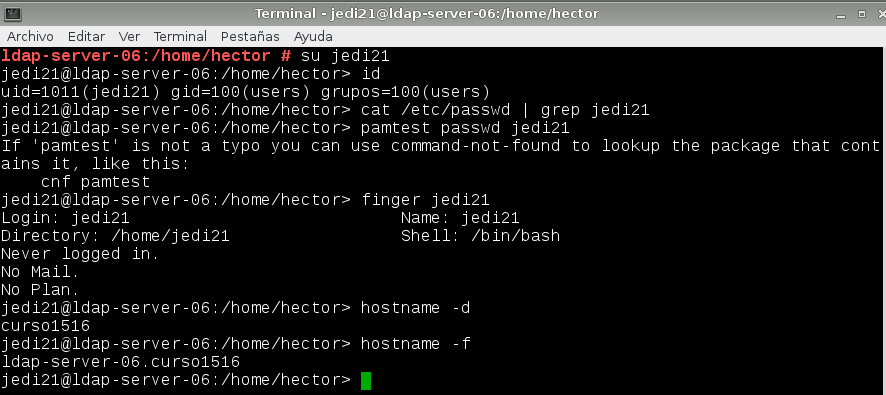 Terminal - jedi21@ldap-server-06:/home/hector
Archivo Editar Ver Terminal Pestañas Ayuda
ldap-server-06:/home/hector # su jedi21
jedi21@ldap-server-06:/home/hector> id
uid=1011(jedi21) gid=100(users) grupos=100(users)
jedi21@ldap-server-06:/home/hector> cat /etc/passwd | grep jedi21
jedi21@ldap-server-06:/home/hector> pamtest passwd jedi21
If 'pamtest' is not a typo you can use command-not-found to lookup the package that cont
ains it, like this:
    cnf pamtest
jedi21@ldap-server-06:/home/hector> finger jedi21
Login: jedi21                           Name: jedi21
Directory: /home/jedi21                 Shell: /bin/bash
Never logged in.
No Mail.
No Plan.
jedi21@ldap-server-06:/home/hector> hostname -d
curso1516
jedi21@ldap-server-06:/home/hector> hostname -f
ldap-server-06.curso1516
jedi21@ldap-server-06:/home/hector>